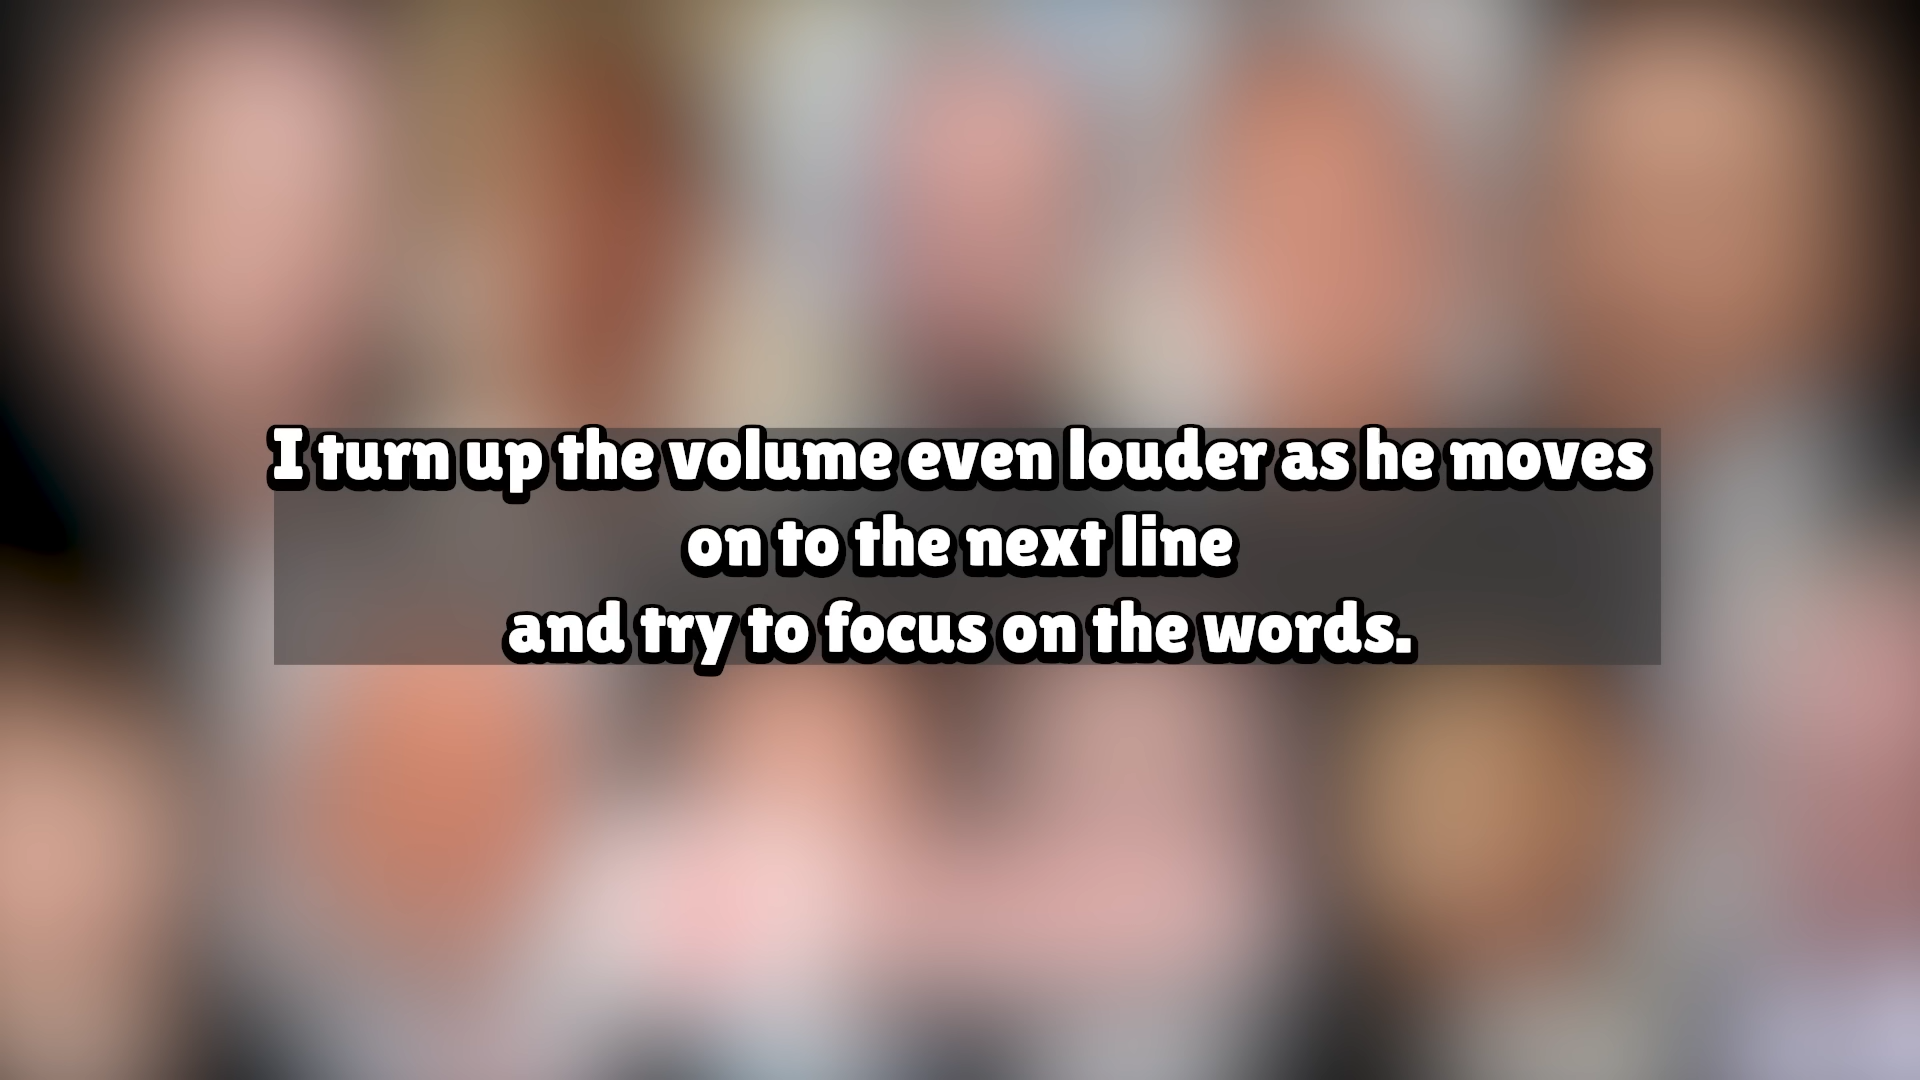 I turn up the volume even louder as he moves
on to the next line
and try to focus on the words.